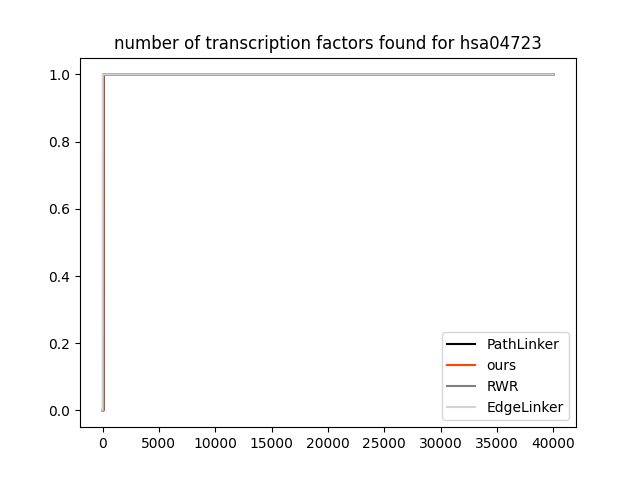 number of transcription factors found for hsa04723
1.0
0.8
0.6
0.4
0.2
0.0
PathLinker
ours
RWR
EdgeLinker
0 5000 10000 15000 20000 25000 30000 35000 40000